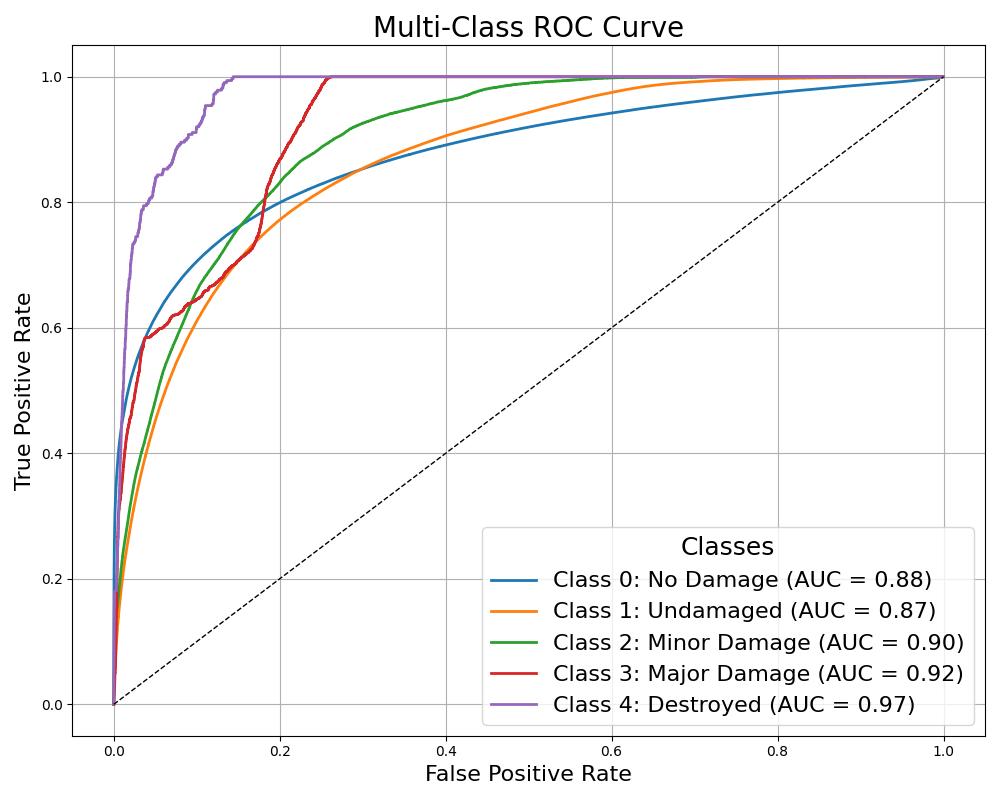 Multi-Class ROC Curve
True Positive Rate
1.0
0.8
0.6
0.4
0.2
0.0
Classes
Class 0: No Damage (AUC = 0.88)
Class 1: Undamaged (AUC = 0.87)
Class 2: Minor Damage (AUC = 0.90)
Class 3: Major Damage (AUC = 0.92)
Class 4: Destroyed (AUC = 0.97)
0.0 0.2 0.4 0.6 0.8 1.0
False Positive Rate